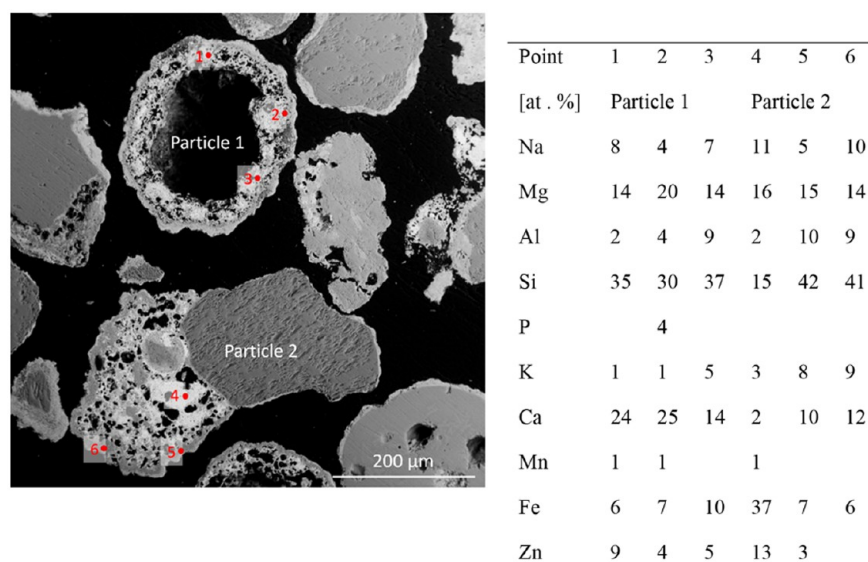 1
2
Particle 1
3
Particle 2
4
6
5
200 µm
Point 1 2 3 4 5 6
[at . %] Particle 1 Particle 2
Na 8 4 7 11 5 10
Mg 14 20 14 16 15 14
Al 2 4 9 2 10 9
Si 35 30 37 15 42 41
P 4
K 1 1 5 3 8 9
Ca 24 25 14 2 10 12
Mn 1 1 1
Fe 6 7 10 37 7 6
Zn 9 4 5 13 3